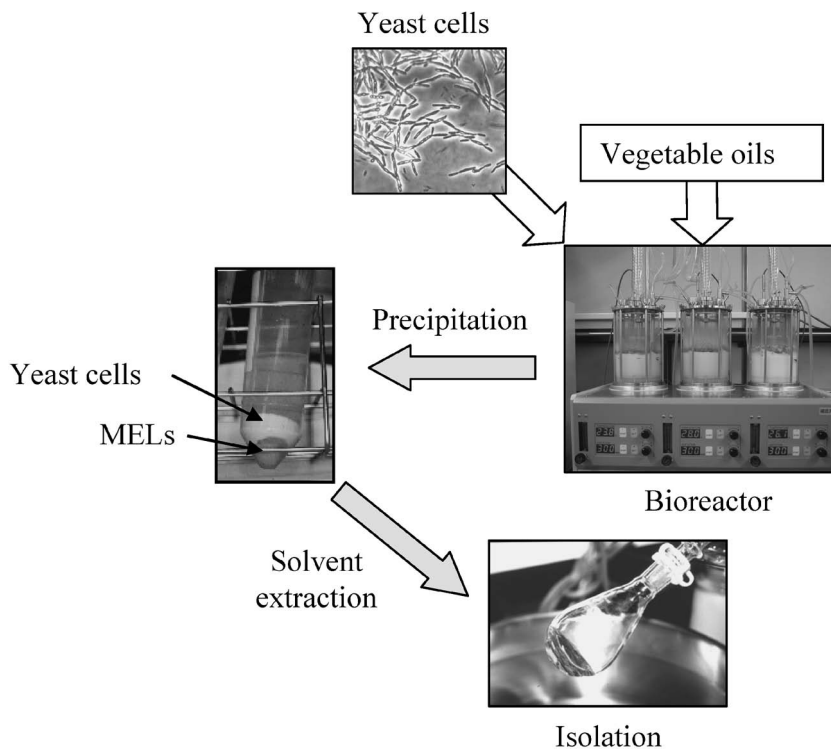 Yeast cells
Vegetable oils
Precipitation
Yeast cells
MELs
Bioreactor
Solvent
extraction
Isolation